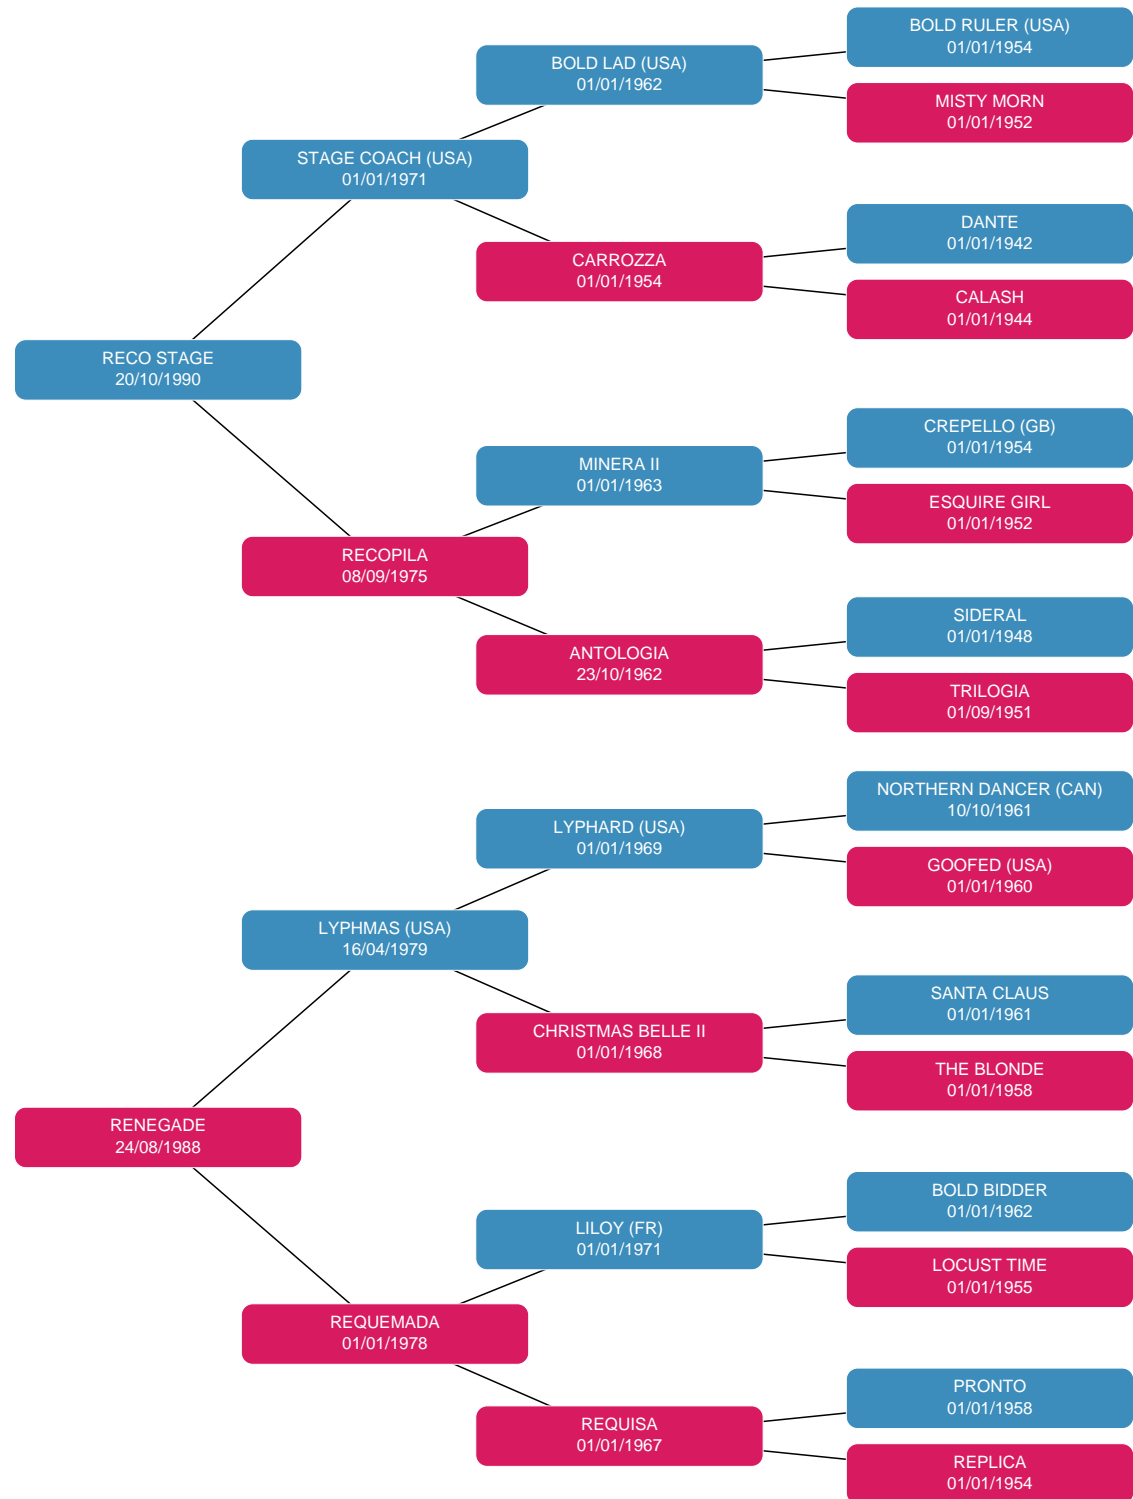 BOLD RULER (USA)
01/01/1954
BOLD LAD (USA)
01/01/1962
MISTY MORN
01/01/1952
STAGE COACH (USA)
01/01/1971
DANTE
01/01/1942
CARROZZA
01/01/1954
CALASH
01/01/1944
RECO STAGE
20/10/1990
CREPELLO (GB)
01/01/1954
MINERA II
01/01/1963
ESQUIRE GIRL
01/01/1952
RECOPILA
08/09/1975
SIDERAL
01/01/1948
ANTOLOGIA
23/10/1962
TRILOGIA
01/09/1951
NORTHERN DANCER (CAN)
10/10/1961
LYPHARD (USA)
01/01/1969
GOOFED (USA)
01/01/1960
LYPHMAS (USA)
16/04/1979
SANTA CLAUS
01/01/1961
CHRISTMAS BELLE II
01/01/1968
THE BLONDE
01/01/1958
RENEGADE
24/08/1988
BOLD BIDDER
01/01/1962
LILOY (FR)
01/01/1971
LOCUST TIME
01/01/1955
REQUEMADA
01/01/1978
PRONTO
01/01/1958
REQUISA
01/01/1967
REPLICA
01/01/1954